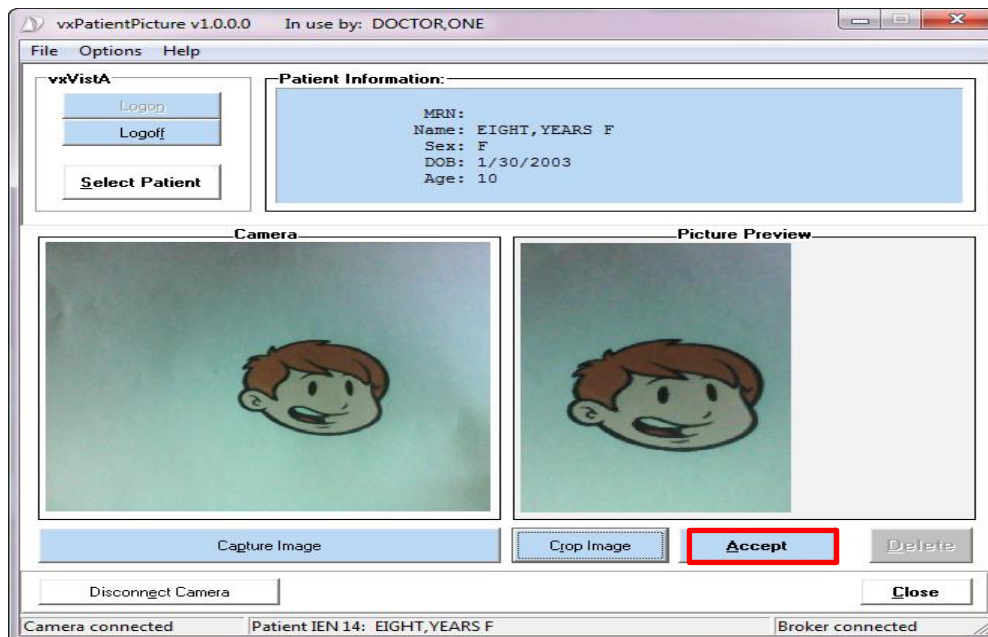 vxPatientPicture v1.0.0.0 In use by: DOCTOR,ONE
File Options Help
vxVistA
Logon
Logoff
Select Patient
Patient Information:
MRN:
Name: EIGHT,YEARS F
Sex: F
DOB: 1/30/2003
Age: 10
Camera
Picture Preview
Capture Image
Crop Image
Accept
Delete
Disconnect Camera
Close
Camera connected
Patient IEN 14: EIGHT,YEARS F
Broker connected